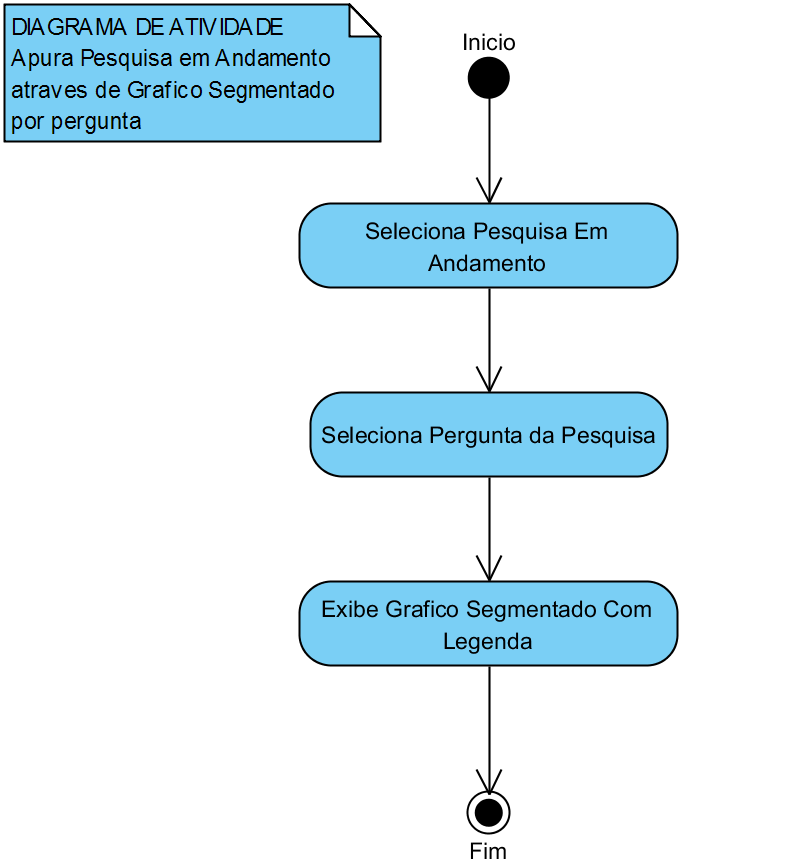 DIAGRAMA DE ATIVIDADE
Apura Pesquisa em Andamento
atraves de Grafico Segmentado
por pergunta
Inicio
Seleciona Pesquisa Em
Andamento
Seleciona Pergunta da Pesquisa
Exibe Grafico Segmentado Com
Legenda
Fim